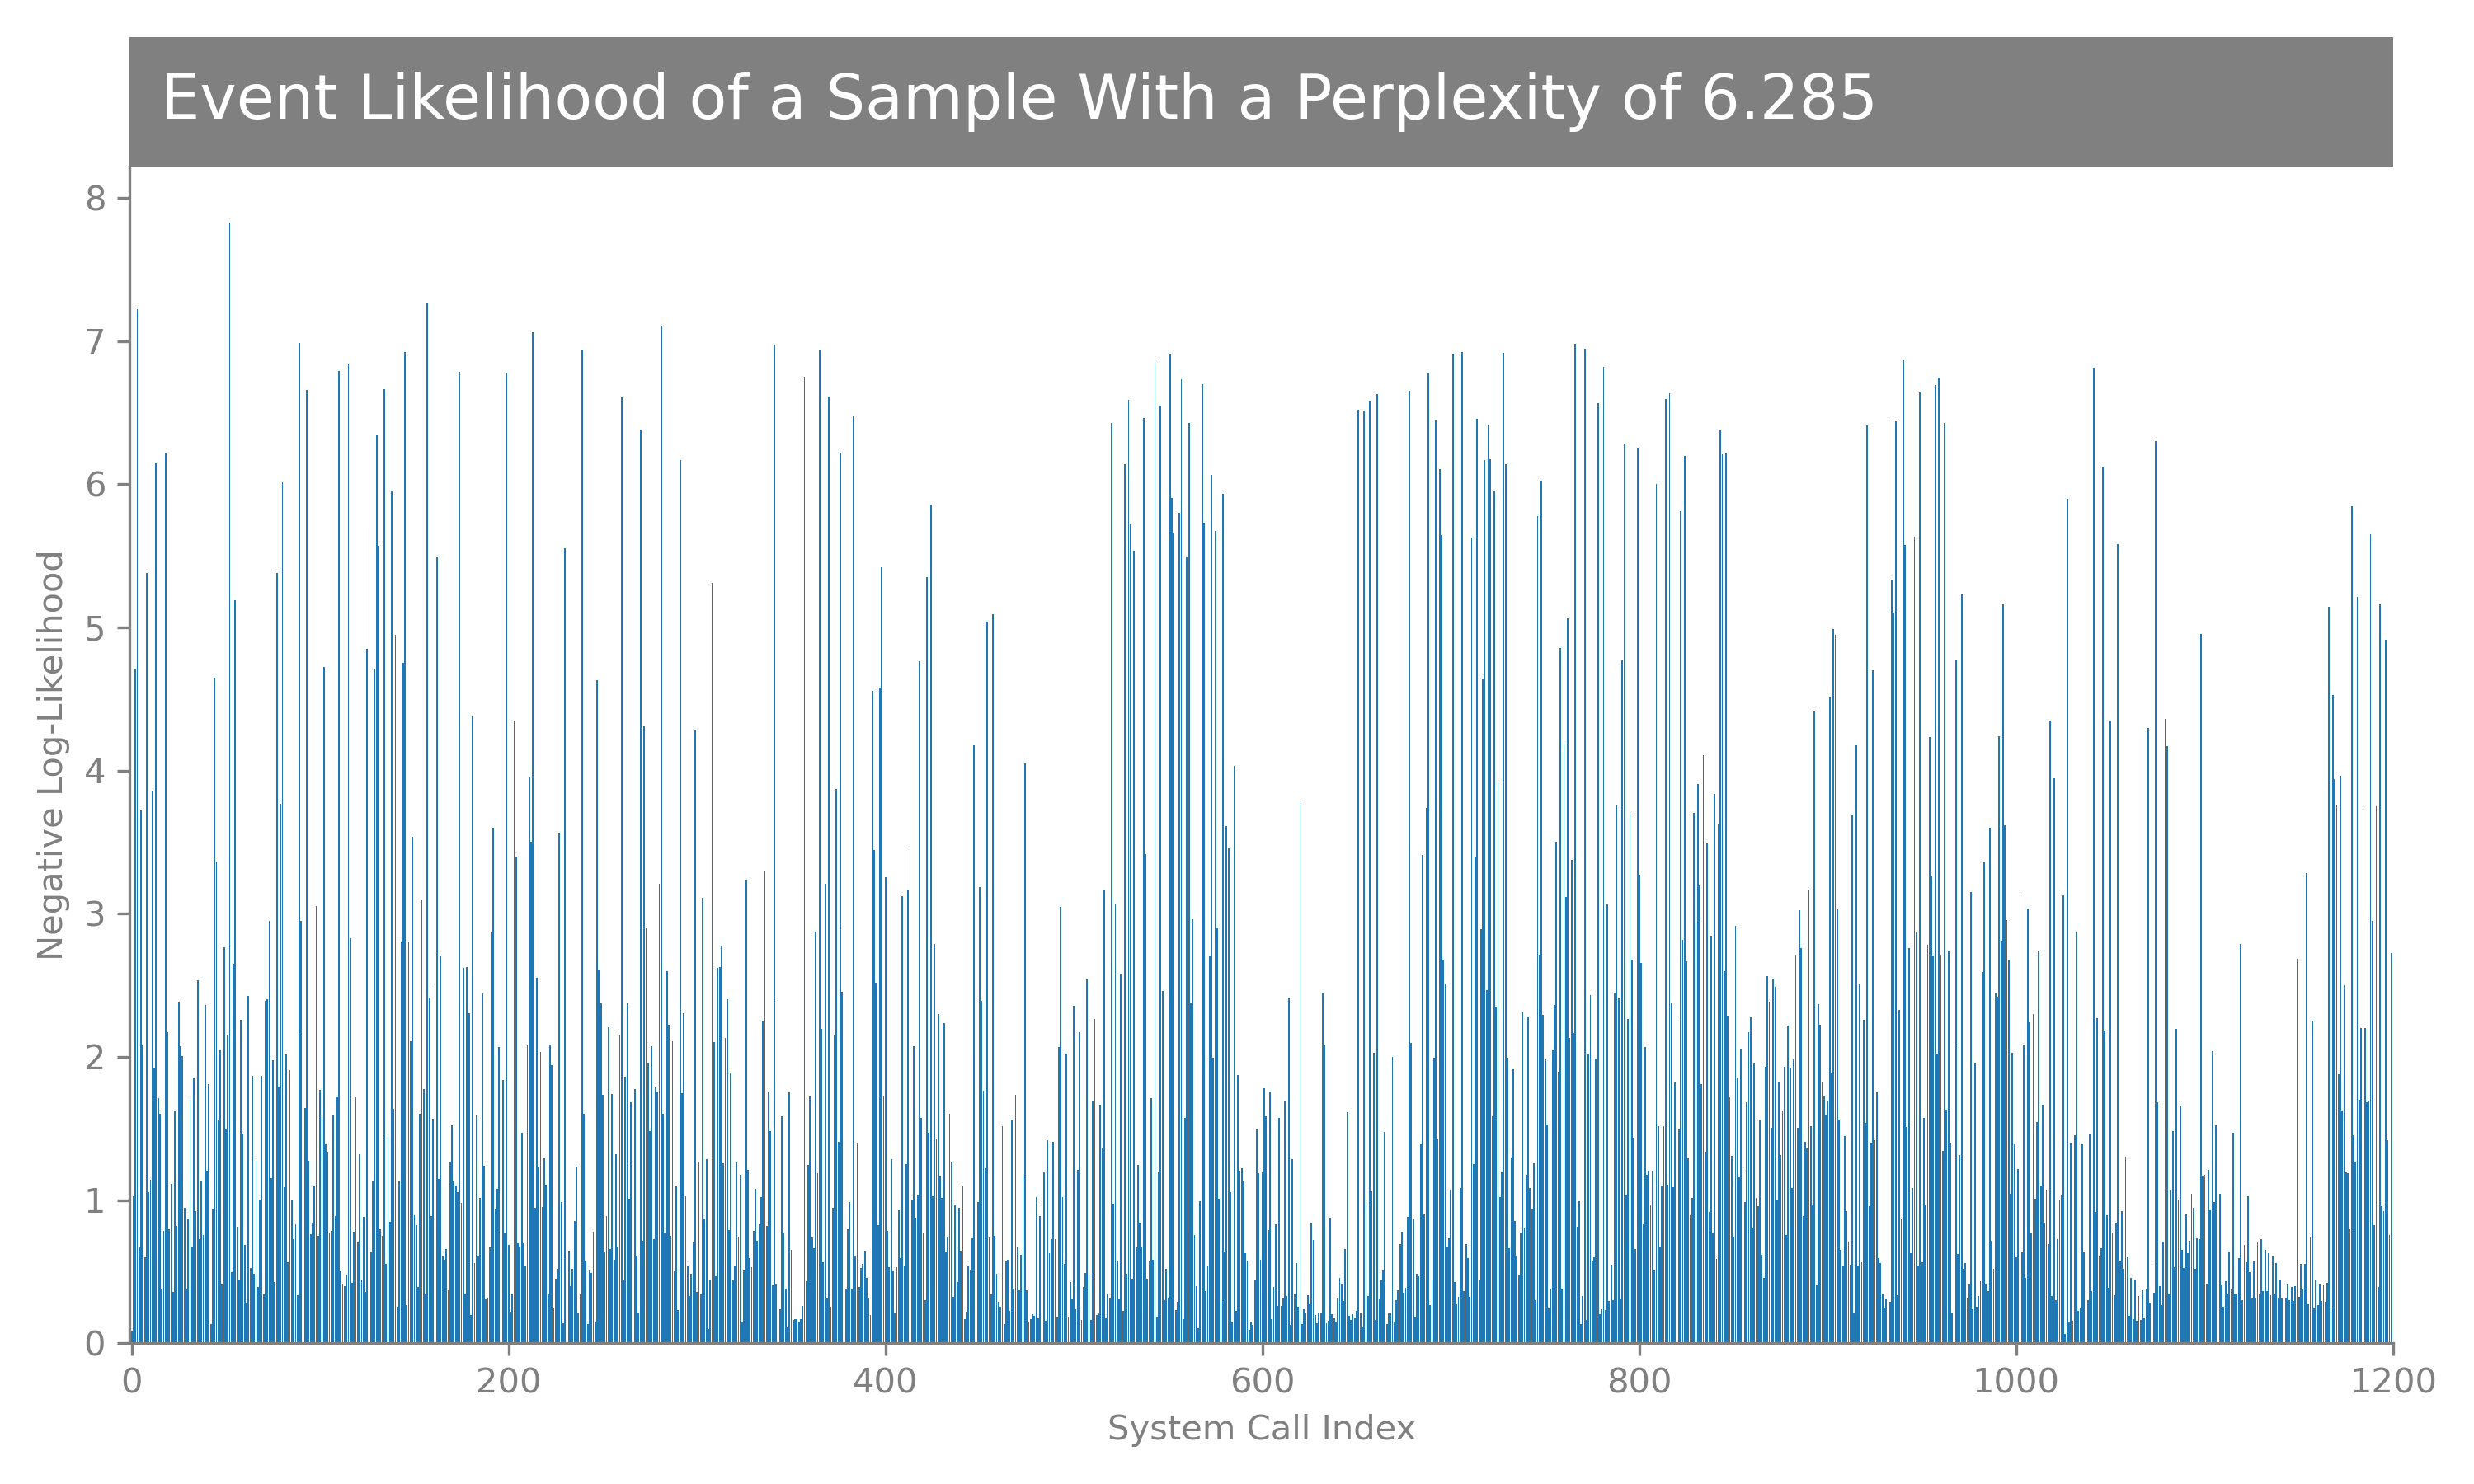 Event Likelihood of a Sample With a Perplexity of 6.285
8
7
6
5
4
3
2
1
0
Negative Log-Likelihood
0 200 400 600 800 1000 1200
System Call Index